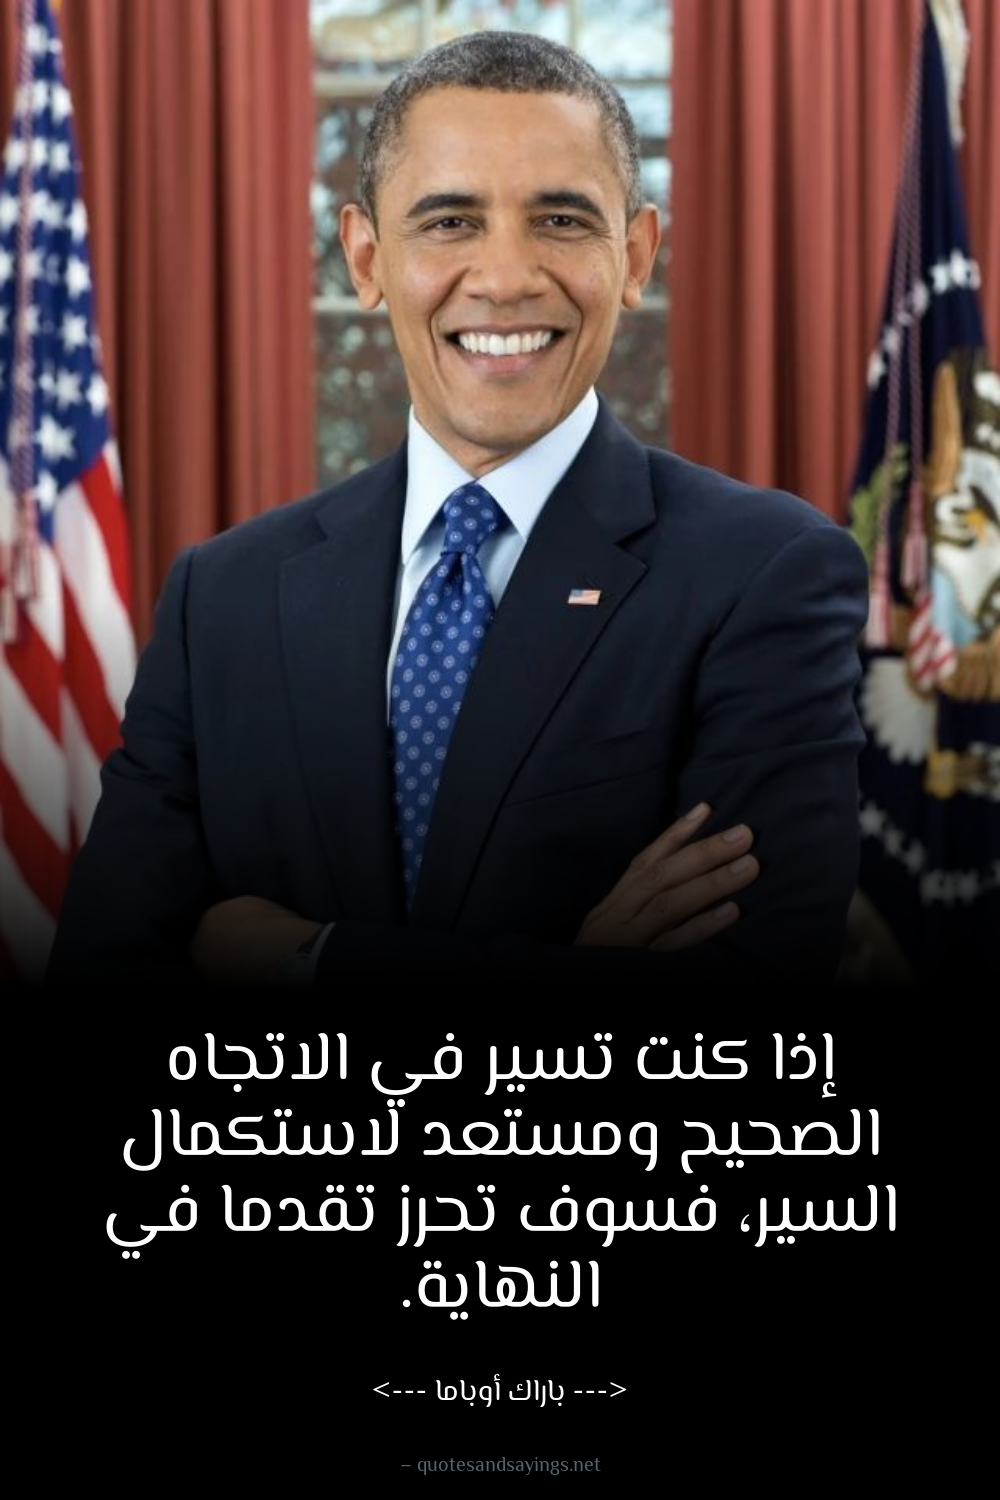 إذا كنت تسير في الاتجاه
الصحيح ومستعد لاستكمال
السير، فسوف تحرز تقدما في
النهاية.
<--- باراك أوباما --->
– quotesandsayings.net